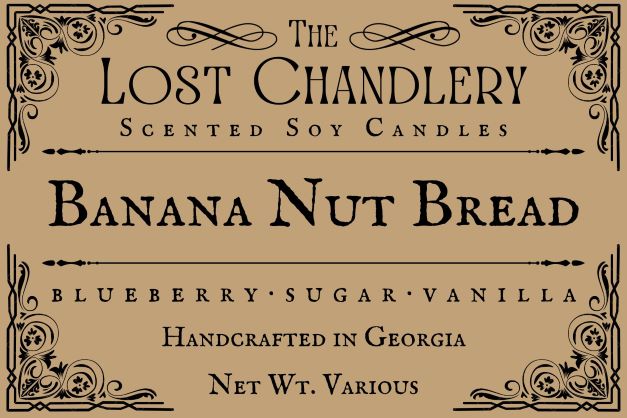 The
Lost Chandlery
Scented Soy Candles
Banana Nut Bread
BLUEBERRY·SUGAR·VANILLA
Handcrafted in Georgia
Net Wt. Various